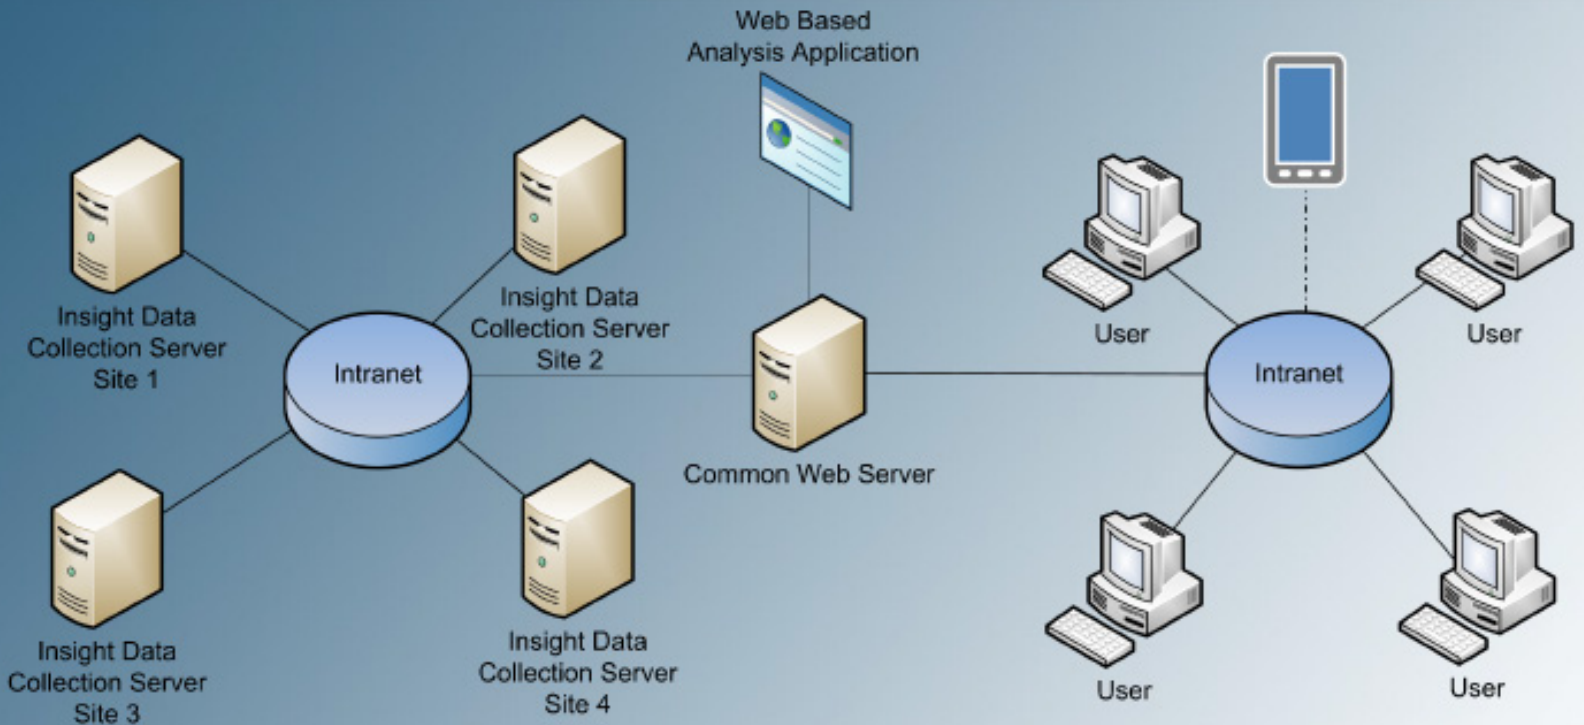 Web Based
Analysis Application
Insight Data
Collection Server
Site 1
Insight Data
Collection Server
Site 2
Intranet
Common Web Server
Insight Data
Collection Server
Site 3
Insight Data
Collection Server
Site 4
User
User
Intranet
User
User